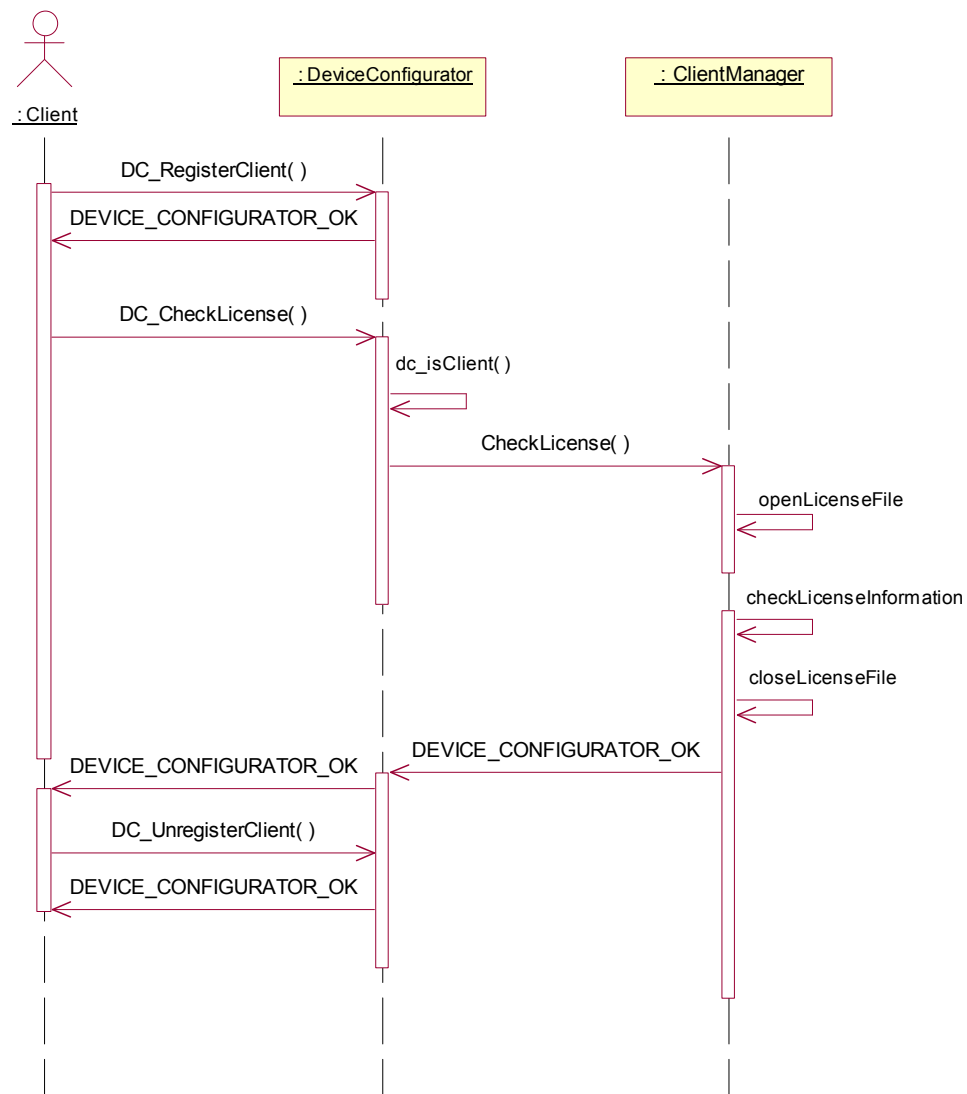 : DeviceConfigurator
: ClientManager
: Client
DC_RegisterClient( )
DEVICE_CONFIGURATOR_OK
DC_CheckLicense( )
dc_isClient( )
CheckLicense( )
openLicenseFile
checkLicenseInformation
closeLicenseFile
DEVICE_CONFIGURATOR_OK
DEVICE_CONFIGURATOR_OK
DC_UnregisterClient( )
DEVICE_CONFIGURATOR_OK